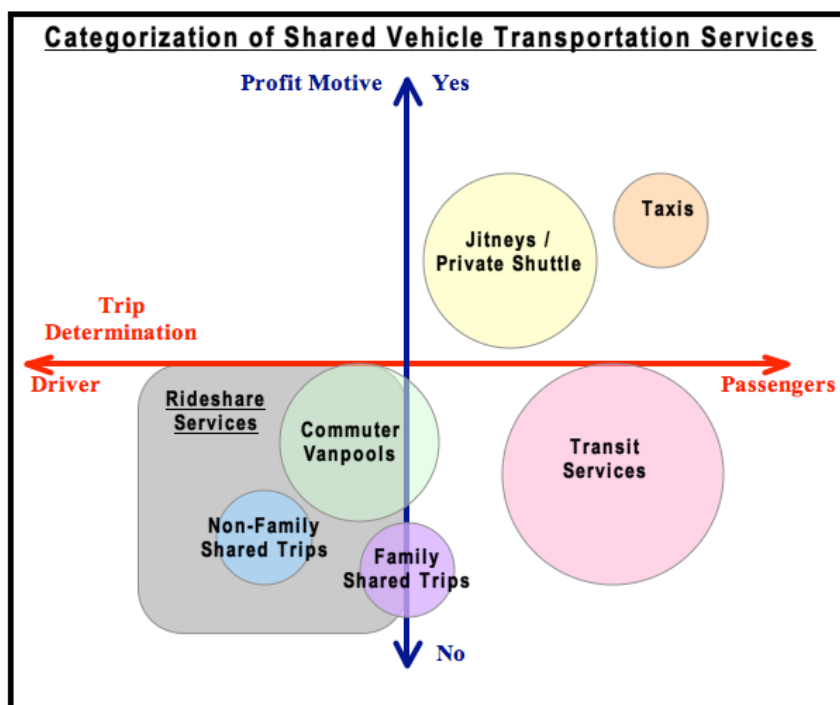 Categorization of Shared Vehicle Transportation Services
Profit Motive Yes
Taxis
Jitneys /
Private Shuttle
Trip
Determination
Driver
Passengers
Rideshare
Services
Commuter
Vanpools
Transit
Services
Non-Family
Shared Trips
Family
Shared Trips
No